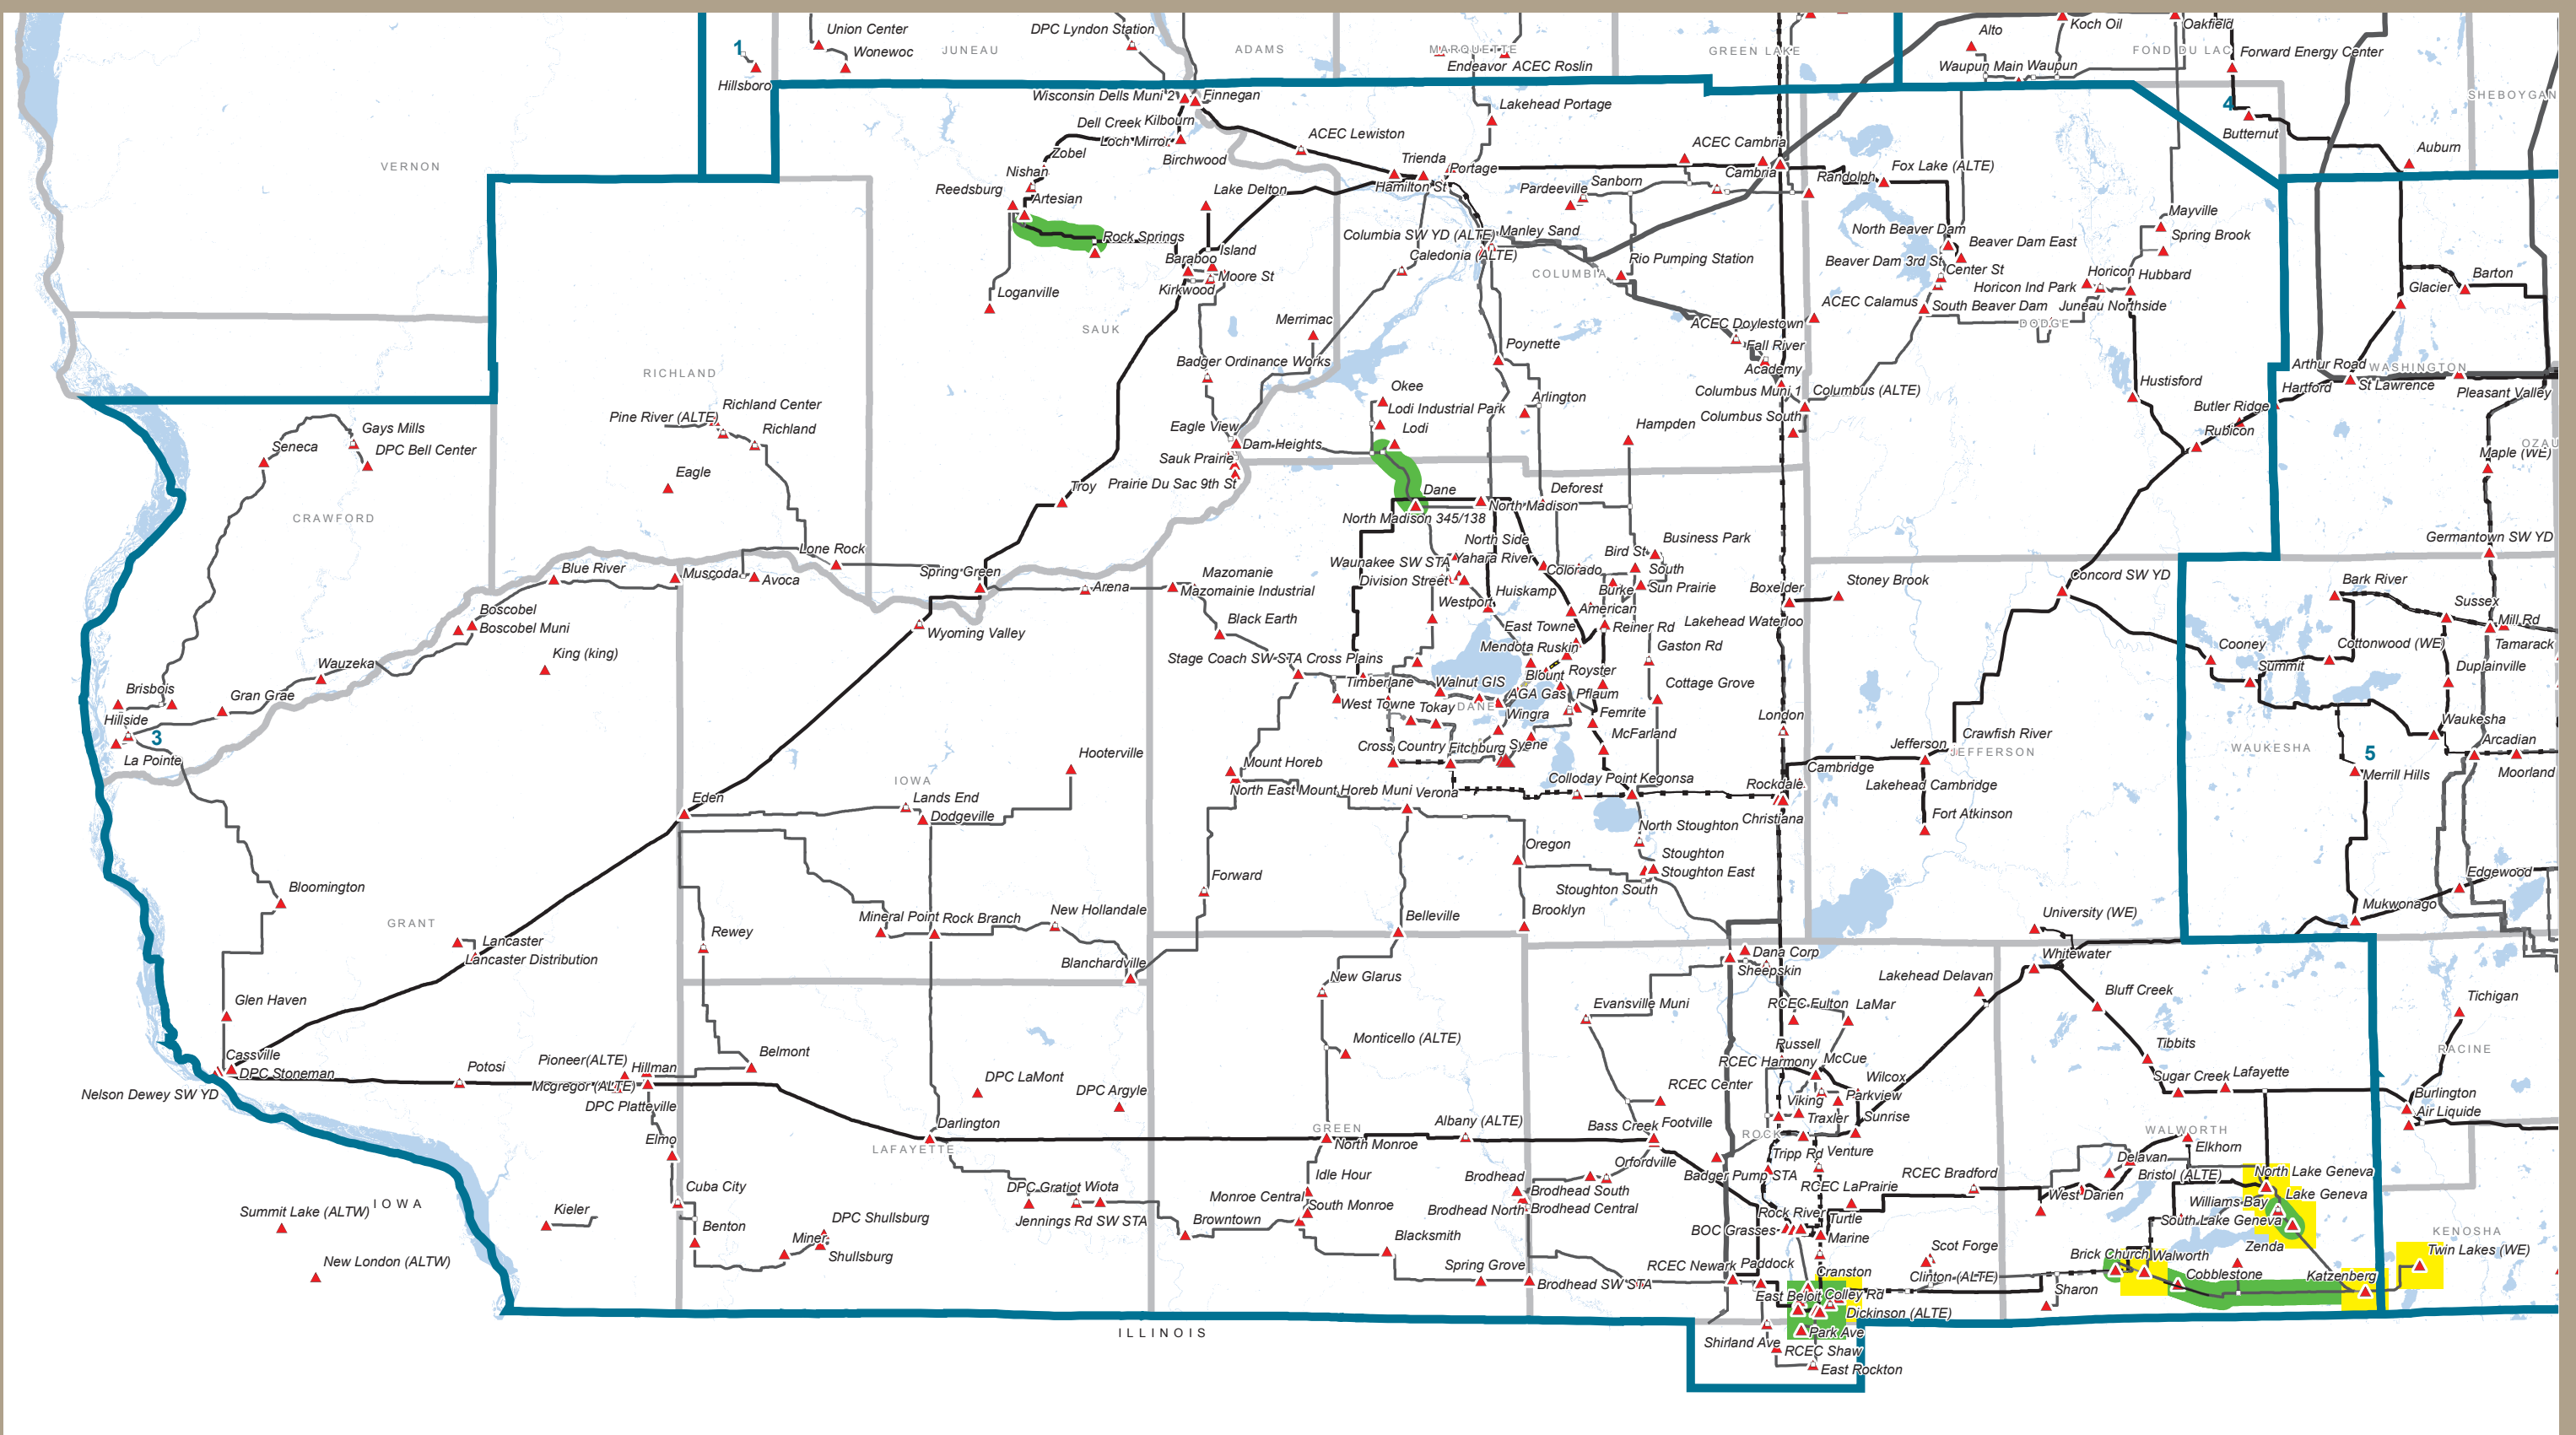 Union Center
DPC Lyndon Station
Koch Oil
Oakfield
1
Wonewoc
JUNEAU
ADAMS
MARQUETTE
GREEN LAKE
Alto
FOND DU LAC
Forward Energy Center
Hillsboro
Endeavor
ACEC Roslin
Waupun Main
Waupun
Wisconsin Dells Muni 2
Finnegan
Lakehead Portage
SHEBOYGAN
4
Dell Creek
Kilbourn
Butternut
Loch Mirror
ACEC Lewiston
ACEC Cambria
Zobel
Birchwood
Trienda
Portage
Auburn
VERNON
Nishan
Hamilton St
Cambria
Randolph
Fox Lake (ALTE)
Reedsburg
Artesian
Lake Delton
Pardeeville
Sanborn
Mayville
Rock Springs
Columbia SW YD (ALTE)
Manley Sand
North Beaver Dam
Beaver Dam East
Spring Brook
Island
Baraboo
Caledonia (ALTE)
Rio Pumping Station
Beaver Dam 3rd St
Center St
Moore St
COLUMBIA
Horicon
Hubbard
Barton
Kirkwood
Horicon Ind Park
Glacier
Loganville
ACEC Calamus
South Beaver Dam
Juneau Northside
SAUK
Merrimac
ACEC Doylestown
DODGE
Badger Ordinance Works
Poynette
Fall River
Arthur Road
WASHINGTON
RICHLAND
Academy
Okee
Columbus Muni 1
Columbus (ALTE)
Hustisford
Hartford
St Lawrence
Pleasant Valley
Pine River (ALTE)
Richland Center
Lodi Industrial Park
Arlington
Columbus South
Butler Ridge
Gays Mills
Richland
Eagle View
Lodi
Hampden
Rubicon
OZAU
Seneca
DPC Bell Center
Dam Heights
Maple (WE)
Eagle
Sauk Prairie
Troy
Prairie Du Sac 9th St
Dane
Deforest
CRAWFORD
North Madison
North Madison 345/138
Lone Rock
North Side
Business Park
Germantown SW YD
Blue River
Muscoda
Avoca
Spring Green
Arena
Mazomanie
Mazomainie Industrial
Waunakee SW STA
Yahara River
Bird St
Division Street
Colorado
South
Boxelder
Stoney Brook
Concord SW YD
Bark River
Burke
Sun Prairie
Boscobel
Boscobel Muni
Westport
Huiskamp
American
Sussex
Black Earth
East Towne
Reiner Rd
Lakehead Waterloo
Mill Rd
Wyoming Valley
King (king)
Mendota
Ruskin
Gaston Rd
Cooney
Cottonwood (WE)
Tamarack
Wauzeka
Stage Coach SW STA
Cross Plains
Blount
Royster
Summit
Duplainville
Brisbois
Gran Grae
Timberlane
Walnut GIS
Cottage Grove
AGA Gas
Pflaum
Hillside
West Towne
Tokay
DANE
Wingra
Femrite
London
Waukesha
3
Cross Country
Fitchburg
Syene
McFarland
Crawfish River
WAUKESHA
5
Arcadian
La Pointe
Hooterville
Mount Horeb
Jefferson
JEFFERSON
Cambridge
Merrill Hills
Moorland
IOWA
Colloday Point
Kegonsa
Rockdale
Lakehead Cambridge
Eden
Lands End
North East Mount Horeb Muni
Verona
Christiana
Fort Atkinson
Dodgeville
North Stoughton
Oregon
Stoughton
Stoughton East
Bloomington
Forward
Stoughton South
Edgewood
GRANT
Mineral Point
Rock Branch
New Hollandale
Belleville
Brooklyn
University (WE)
Mukwonago
Lancaster
Rewey
Lancaster Distribution
Blanchardville
Dana Corp
Sheepskin
Whitewater
Glen Haven
New Glarus
Evansville Muni
RCEC Fulton
LaMar
Lakehead Delavan
Bluff Creek
Tichigan
Monticello (ALTE)
Russell
Tibbits
RACINE
Cassville
DPC Stoneman
Potosi
Pioneer(ALTE)
Hillman
Belmont
RCEC Harmony
McCue
Mcgregor (ALTE)
DPC LaMont
RCEC Center
Wilcox
Sugar Creek
Lafayette
Nelson Dewey SW YD
DPC Platteville
DPC Argyle
Viking
Parkview
Burlington
Air Liquide
Elmo
Darlington
Albany (ALTE)
Bass Creek
Footville
Traxler
Sunrise
LAFAYETTE
GREEN
North Monroe
ROCK
WALWORTH
Elkhorn
Orfordville
Tripp Rd
Venture
Delavan
Idle Hour
Brodhead
Badger Pump STA
RCEC Bradford
Bristol (ALTE)
North Lake Geneva
Cuba City
DPC Gratiot
Wiota
Monroe Central
Brodhead South
RCEC LaPrairie
West Darien
Lake Geneva
Summit Lake (ALTW)
IOWA
Kieler
Benton
DPC Shullsburg
Jennings Rd SW STA
Browntown
South Monroe
Brodhead North
Brodhead Central
Rock River
Turtle
Williams Bay
South Lake Geneva
Miner
Shullsburg
Blacksmith
BOC Grasses
Marine
KENOSHA
New London (ALTW)
Spring Grove
RCEC Newark
Paddock
Scot Forge
Brick Church
Walworth
Zenda
Twin Lakes (WE)
Brodhead SW STA
Cranston
Clinton (ALTE)
Cobblestone
Katzenberg
East Beloit
Colley Rd
Sharon
Dickinson (ALTE)
ILLINOIS
Park Ave
Shirland Ave
RCEC Shaw
East Rockton